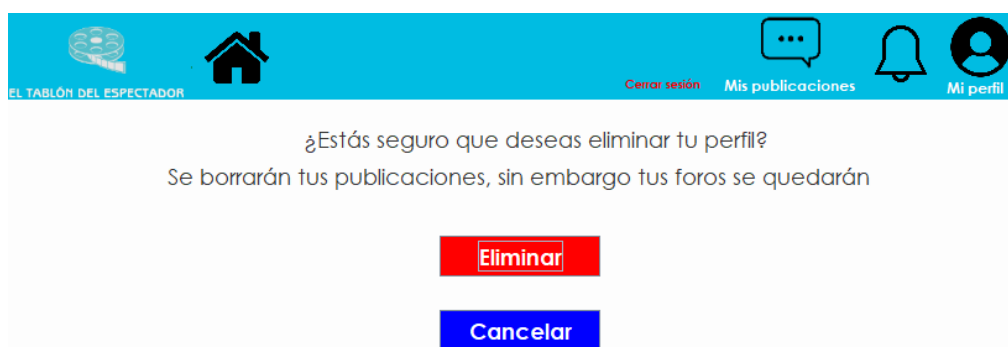 EL TABLÓN DEL ESPECTADOR
Cerrar sesión
Mis publicaciones
Mi perfil
¿Estás seguro que deseas eliminar tu perfil?
Se borrarán tus publicaciones, sin embargo tus foros se quedarán
Eliminar
Cancelar